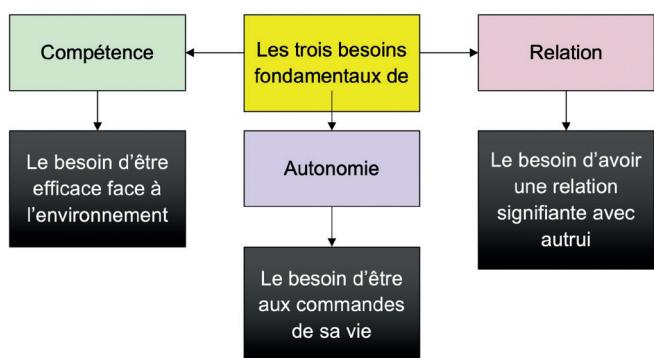 Compétence
Les trois besoins
fondamentaux de
Relation
Le besoin d'être
efficace face à
l'environnement
Autonomie
Le besoin d'avoir
une relation
signifiante avec
autrui
Le besoin d'être
aux commandes
de sa vie